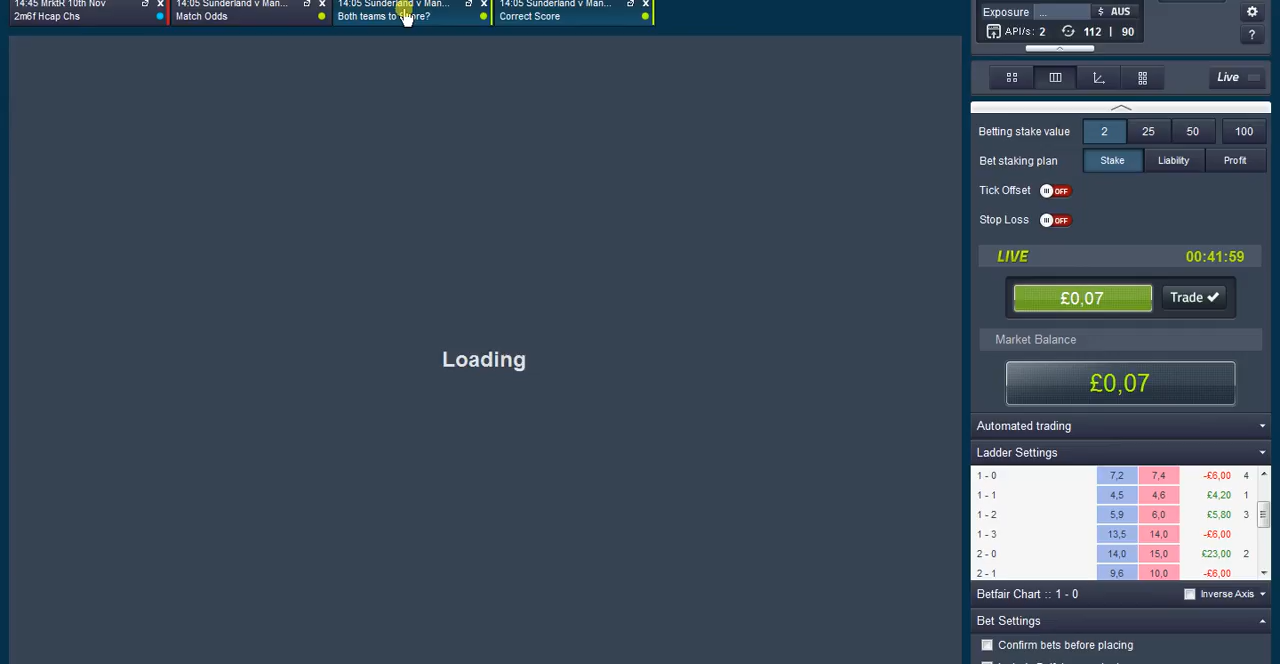 14:45 MrktR 10th Nov
2m6f Hcap Chs
14:05 Sunderland v Man...
Match Odds
14:05 Sunderland v Man...
Both teams to score?
14:05 Sunderland v Man...
Correct Score
Exposure ... $ AUS
API/s: 2 112 | 90
?
Live
Betting stake value 2 25 50 100
Bet staking plan Stake Liability Profit
Tick Offset OFF
Stop Loss OFF
LIVE 00:41:59
£0,07 Trade
Market Balance
£0,07
Loading
Automated trading
Ladder Settings
1 - 0 7,2 7,4 -£6,00 4
1 - 1 4,5 4,6 £4,20 1
1 - 2 5,9 6,0 £5,80 3
1 - 3 13,5 14,0 -£6,00
2 - 0 14,0 15,0 £23,00 2
2 - 1 9,6 10,0 -£6,00
Betfair Chart :: 1 - 0 Inverse Axis
Bet Settings
Confirm bets before placing